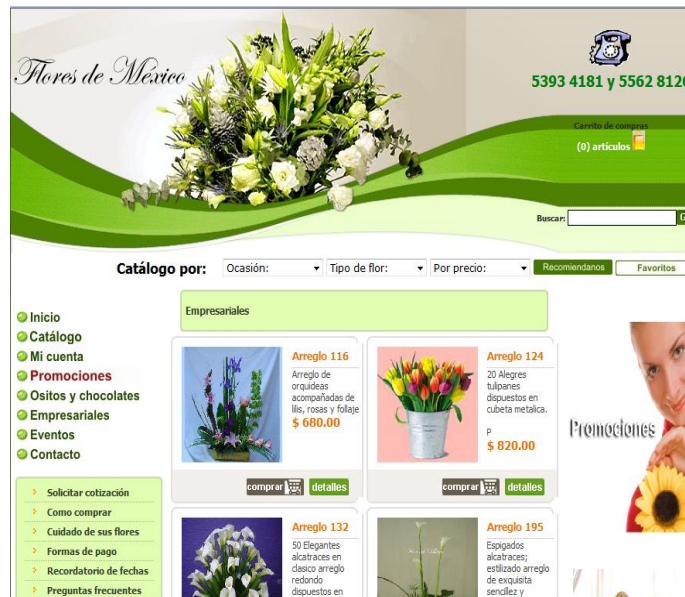 Flores de México
5393 4181 y 5562 8126
Carrito de compras
(0) artículos
Buscar:
Catálogo por:
Ocasión:
Tipo de flor:
Por precio:
Recomiendanos
Favoritos
Inicio
Catálogo
Mi cuenta
Promociones
Ositos y chocolates
Empresariales
Eventos
Contacto
Solicitar cotización
Como comprar
Cuidado de sus flores
Formas de pago
Recordatorio de fechas
Preguntas frecuentes
Empresariales
Arreglo 116
Arreglo de
orquideas
acompañadas de
lilis, rosas y follaje
$ 680.00
comprar
detalles
Arreglo 124
20 Alegres
tulipanes
dispuestos en
cubeta metalica.
P
$ 820.00
comprar
detalles
Arreglo 132
50 Elegantes
alcatraces en
clasico arreglo
redondo
dispuestos en
Arreglo 195
Espigados
alcatraces;
estilizado arreglo
de exquisita
sencillez y
Promociones